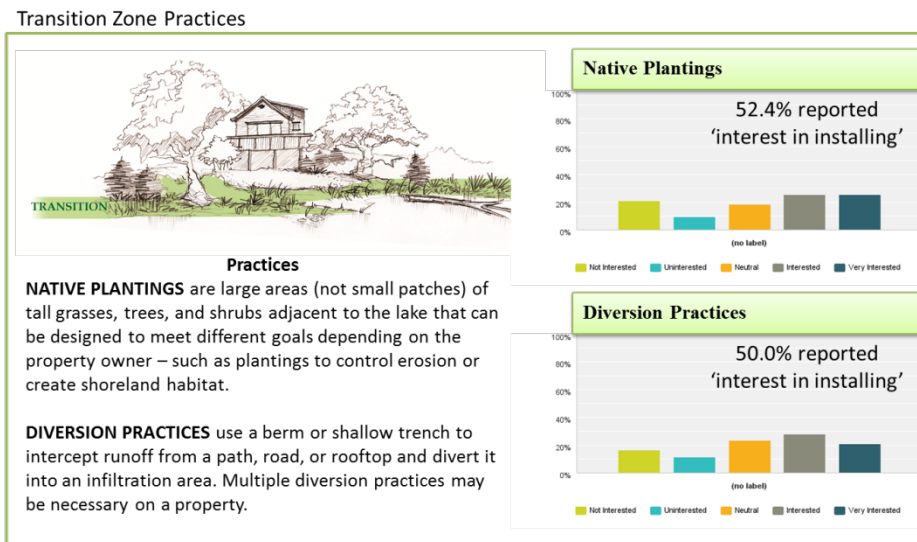 Transition Zone Practices
TRANSITION
Practices
NATIVE PLANTINGS are large areas (not small patches) of
tall grasses, trees, and shrubs adjacent to the lake that can
be designed to meet different goals depending on the
property owner – such as plantings to control erosion or
create shoreland habitat.
DIVERSION PRACTICES use a berm or shallow trench to
intercept runoff from a path, road, or rooftop and divert it
into an infiltration area. Multiple diversion practices may
be necessary on a property.
Native Plantings
52.4% reported
‘interest in installing’
100%
80%
60%
40%
20%
0%
(no label)
Not Interested Uninterested Neutral Interested Very Interested
Diversion Practices
50.0% reported
‘interest in installing’
100%
80%
60%
40%
20%
0%
(no label)
Not Interested Uninterested Neutral Interested Very Interested